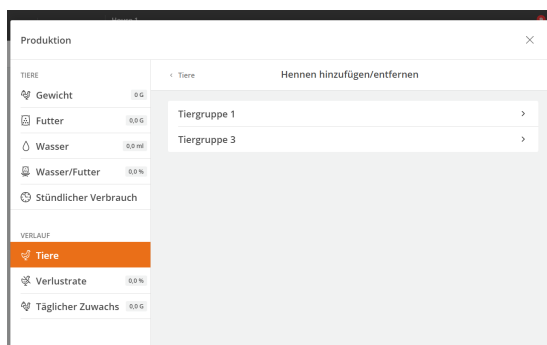 Produktion
TIERE
Gewicht 0 G
Futter 0,0 G
Wasser 0,0 ml
Wasser/Futter 0,0 %
Stündlicher Verbrauch
VERLAUF
Tiere
Verlustrate 0,0 %
Täglicher Zuwachs 0,0 G
‹ Tiere
Hennen hinzufügen/entfernen
Tiergruppe 1
Tiergruppe 3